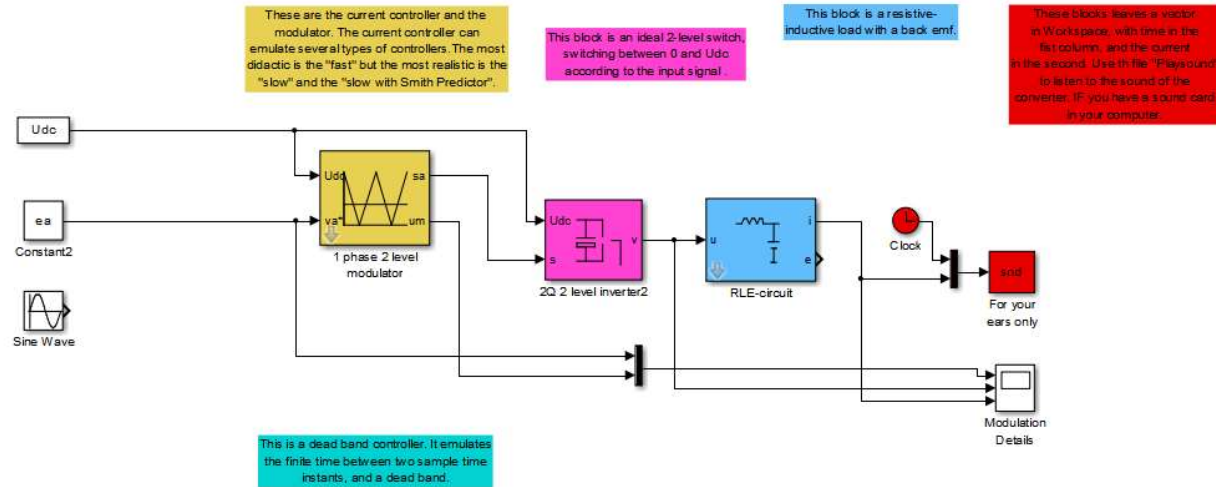 These are the current controller and the
modulator. The current controller can
emulate several types of controllers. The most
didactic is the "fast" but the most realistic is the
"slow" and the "slow with Smith Predictor".
This block is an ideal 2-level switch,
switching between 0 and Udc
according to the input signal .
This block is a resistive-
inductive load with a back emf.
These blocks leaves a vector
in Workspace, with time in the
fist column, and the current
in the second. Use th file "Playsound"
to listen to the sound of the
converter. IF you have a sound card
in your computer.
Udc
Udc
sa
va*
um
1 phase 2 level
modulator
ea
Constant2
Sine Wave
Udc
s
v
2Q 2 level inverter2
u
i
e
RLE-circuit
Clock
snd
For your
ears only
Modulation
Details
This is a dead band controller. It emulates
the finite time between two sample time
instants, and a dead band.